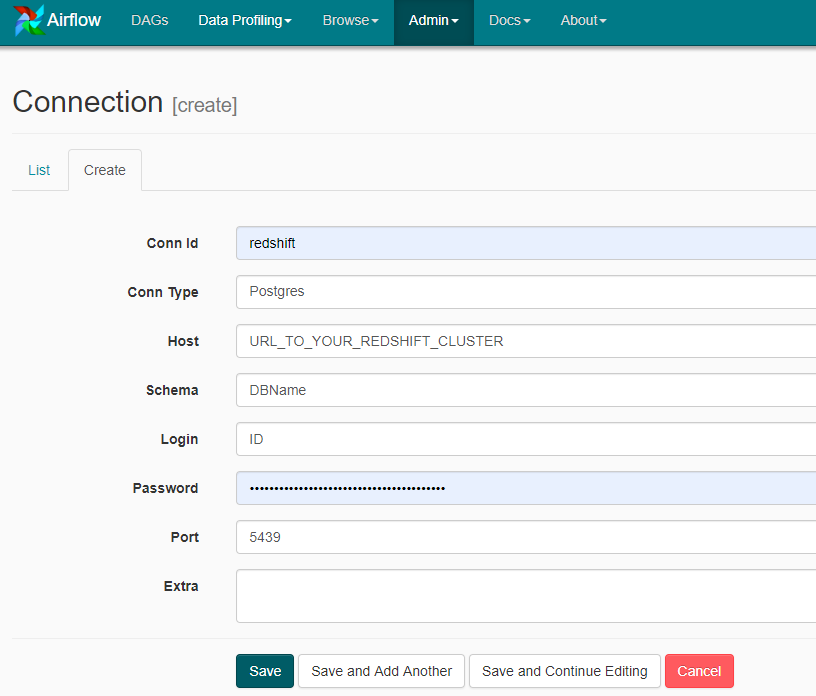 Airflow DAGs Data Profiling Browse Admin Docs About
Connection [create]
List Create
Conn Id redshift
Conn Type Postgres
Host URL_TO_YOUR_REDSHIFT_CLUSTER
Schema DBName
Login ID
Password ••••••••••••••••••••••••••••••••••••••••
Port 5439
Extra
Save Save and Add Another Save and Continue Editing Cancel